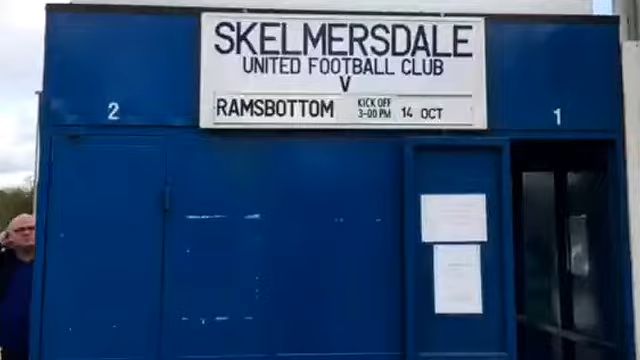 SKELMERSDALE
UNITED FOOTBALL CLUB
V
RAMSBOTTOM KICK OFF 3-00 PM 14 OCT
2
1